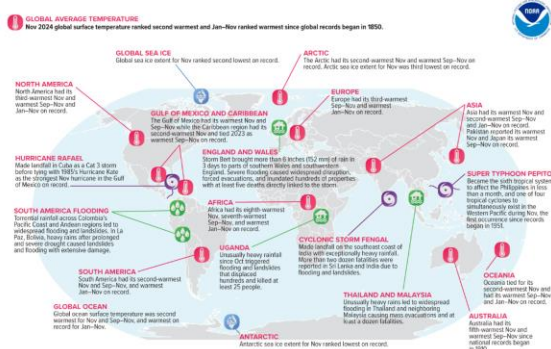 GLOBAL AVERAGE TEMPERATURE
Nov 2024 global surface temperature ranked second warmest and Jan–Nov ranked warmest since global records began in 1850.
NOAA
GLOBAL SEA ICE
Global sea ice extent for Nov ranked second lowest on record.
ARCTIC
The Arctic had its second-warmest Nov and warmest Sep–Nov on
record. Arctic sea ice extent for Nov was third lowest on record.
NORTH AMERICA
North America had its
third-warmest Nov and
warmest Sep–Nov and
Jan–Nov on record.
GULF OF MEXICO AND CARIBBEAN
The Gulf of Mexico had its warmest Nov and
Sep–Nov while the Caribbean region had its
second-warmest Nov and tied 2023 as
warmest Sep–Nov on record.
EUROPE
Europe had its third-warmest
Sep–Nov and warmest
Jan–Nov on record.
ASIA
Asia had its warmest Nov and
second-warmest Sep–Nov
and Jan–Nov on record.
Pakistan reported its warmest
Nov and Japan its warmest
Sep–Nov on record.
HURRICANE RAFAEL
Made landfall in Cuba as a Cat 3 storm
before tying with 1985's Hurricane Kate
as the strongest Nov hurricane in the Gulf
of Mexico on record.
ENGLAND AND WALES
Storm Bert brought more than 6 inches (152 mm) of rain in
3 days to parts of southern Wales and southwestern
England. Severe flooding caused widespread disruption,
forced evacuations, and inundated hundreds of properties
with at least five deaths directly linked to the storm.
SUPER TYPHOON PEPITO
Became the sixth tropical system
to affect the Philippines in less
than a month, and one of four
tropical cyclones to
simultaneously exist in the
Western Pacific during Nov, the
first occurrence since records
began in 1951.
SOUTH AMERICA FLOODING
Torrential rainfall across Colombia's
Pacific Coast and Andean regions led to
widespread flooding and landslides. In La
Paz, Bolivia, heavy rains after prolonged
and severe drought caused landslides
and flooding with extensive damage.
AFRICA
Africa had its eighth-warmest
Nov, seventh-warmest
Sep–Nov, and warmest
Jan–Nov on record.
UGANDA
Unusually heavy rainfall
since Oct triggered
flooding and landslides
that displaced
hundreds and killed at
least 25 people.
CYCLONIC STORM FENGAL
Made landfall on the southeast coast of
India with exceptionally heavy rainfall.
More than two dozen fatalities were
reported in Sri Lanka and India due to
flooding and landslides.
SOUTH AMERICA
South America had its second-warmest
Nov and Sep–Nov, and warmest
Jan–Nov on record.
THAILAND AND MALAYSIA
Unusually heavy rains led to widespread
flooding in Thailand and neighboring
Malaysia causing mass evacuations and at
least a dozen fatalities.
OCEANIA
Oceania tied for its
second-warmest Nov and
had its warmest Sep–Nov
and Jan–Nov on record.
GLOBAL OCEAN
Global ocean surface temperature was second
warmest for Nov and Sep–Nov, and warmest on
record for Jan–Nov.
AUSTRALIA
Australia had its
fifth-warmest Nov and
warmest Sep–Nov since
national records began
in 1910.
ANTARCTIC
Antarctic sea ice extent for Nov ranked lowest on record.